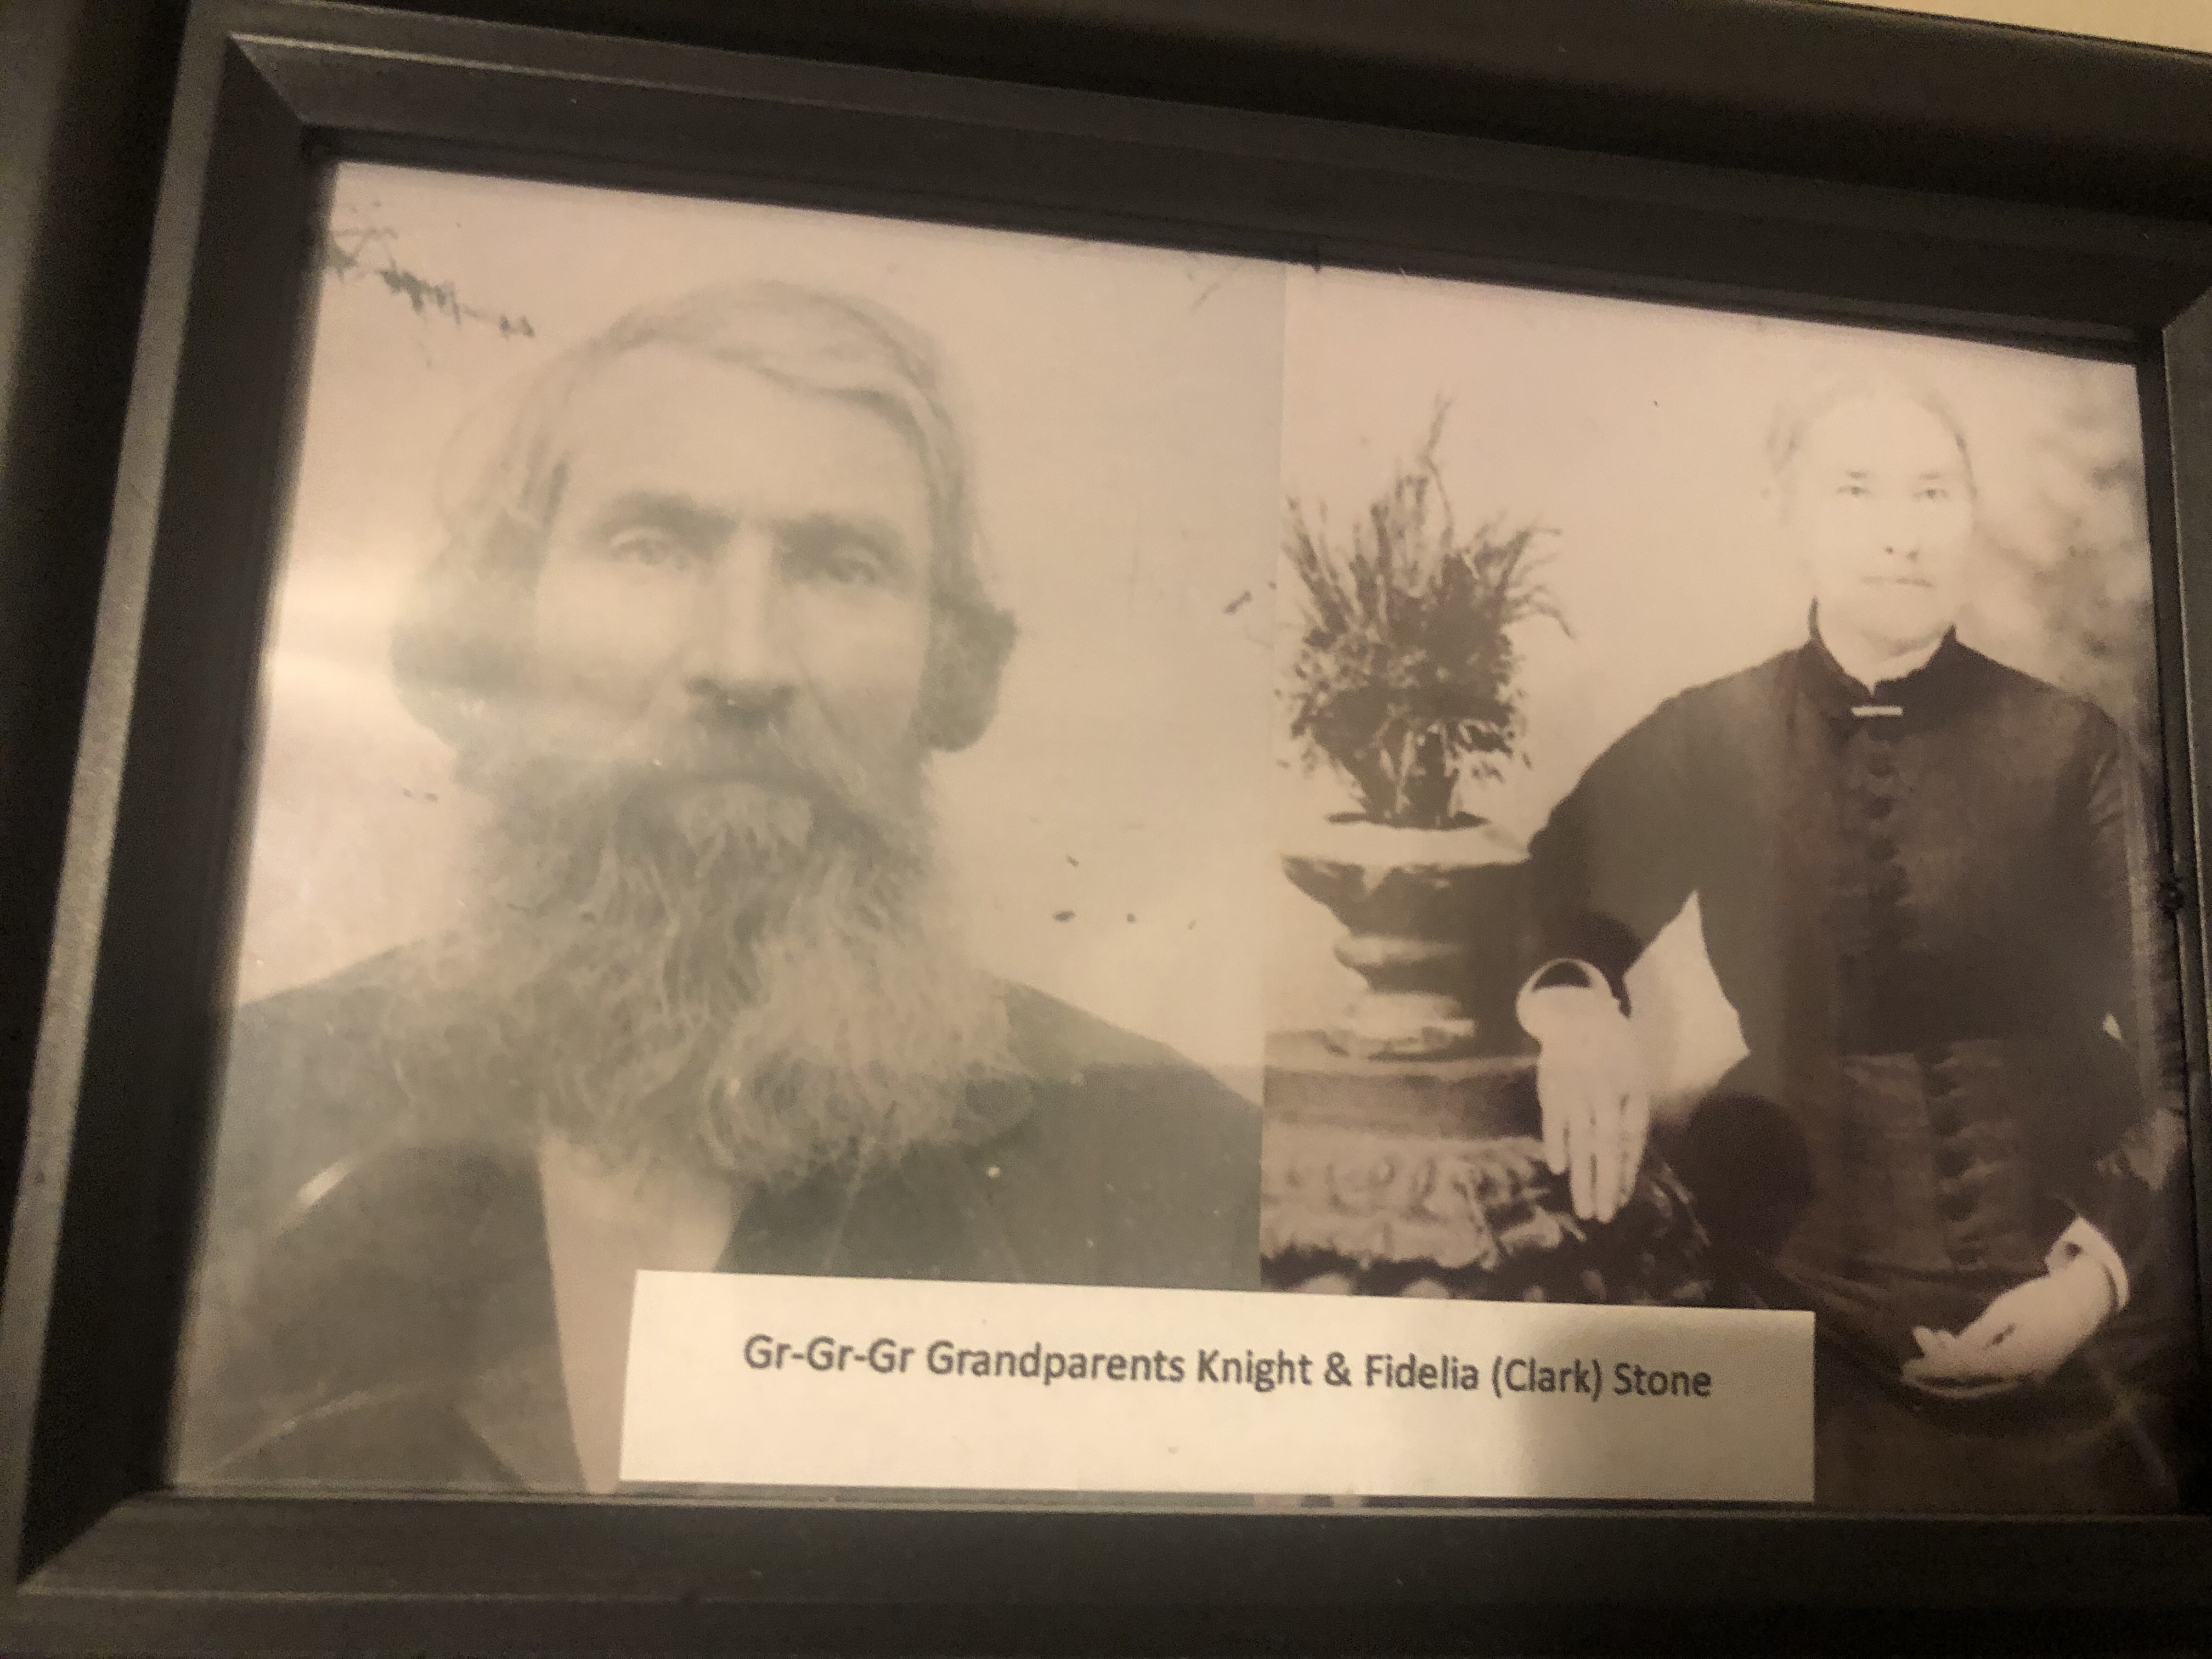 Gr-Gr-Gr Grandparents Knight & Fidelia (Clark) Stone